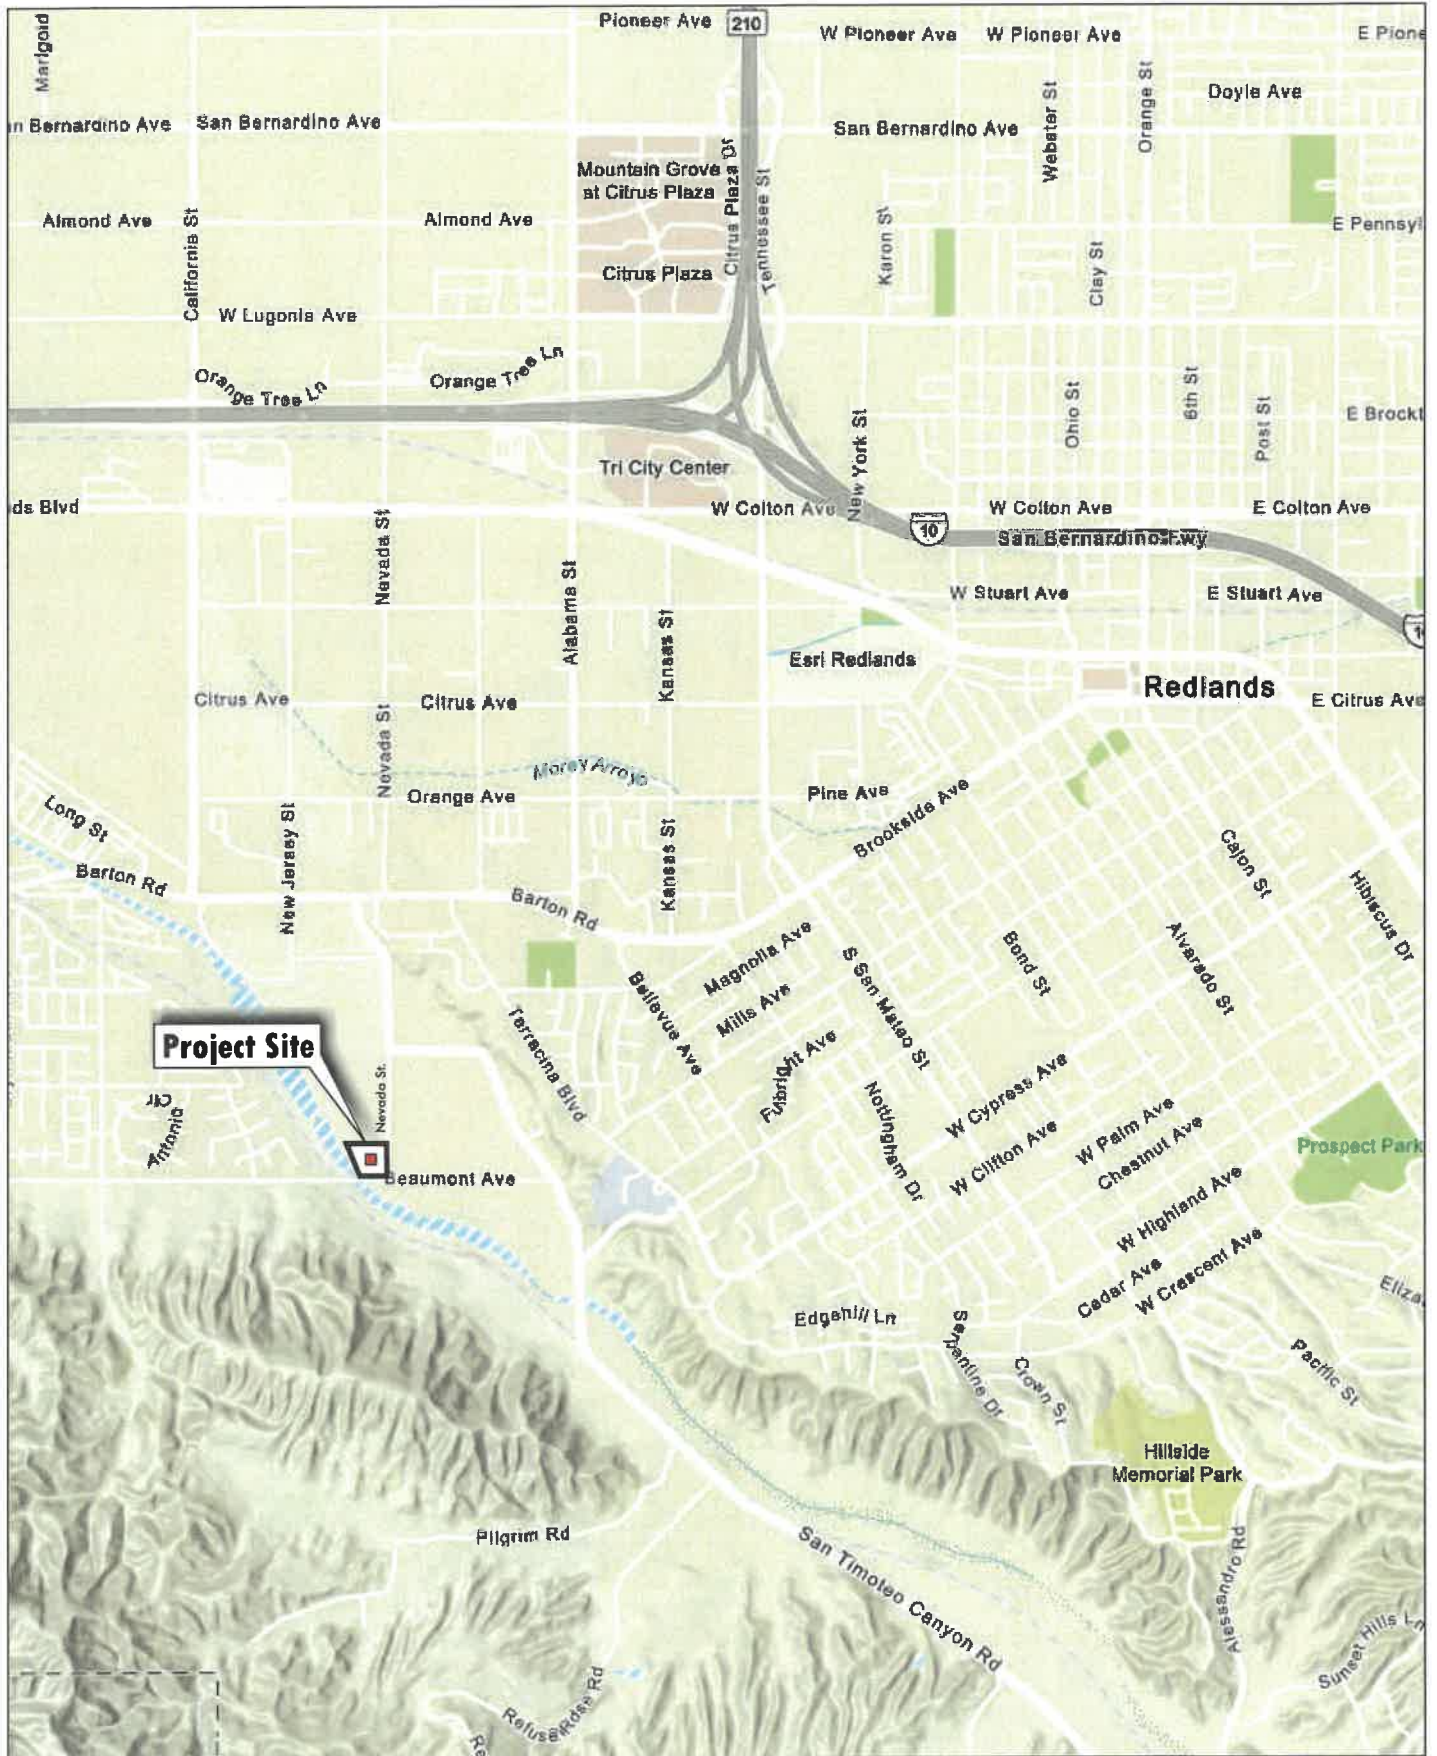 Pioneer Ave
210
W Pioneer Ave
W Pioneer Ave
E Pione
Marigold
Doyle Ave
n Bernardino Ave
San Bernardino Ave
San Bernardino Ave
Webster St
Orange St
Mountain Grove
at Citrus Plaza
Citrus Plaza Dr
Tennessee St
Almond Ave
Almond Ave
California St
Karon St
Clay St
E Pennsyl
Citrus Plaza
W Lugonia Ave
Orange Tree Ln
Orange Tree Ln
New York St
Ohio St
6th St
Post St
E Brockt
Tri City Center
ds Blvd
Nevada St
W Colton Ave
W Colton Ave
E Colton Ave
10
San Bernardino Fwy
Alabama St
Kansas St
W Stuart Ave
E Stuart Ave
Esri Redlands
Redlands
Citrus Ave
Citrus Ave
E Citrus Ave
Nevada St
Morey Arroyo
Orange Ave
Pine Ave
Long St
New Jersey St
Kansas St
Brookside Ave
Cajon St
Hibiscus Dr
Barton Rd
Barton Rd
Magnolia Ave
Mills Ave
Bellevue Ave
S San Mateo St
Bond St
Alvarado St
Project Site
Nevada St.
Terracina Blvd
Fulbright Ave
Nottingham Dr
W Cypress Ave
W Clifton Ave
W Palm Ave
Chestnut Ave
Prospect Park
Antonio Cir
Beaumont Ave
W Highland Ave
W Crescent Ave
Cedar Ave
Eliza
Edgehill Ln
Serpentine Dr
Crown St
Pacific St
Hillside
Memorial Park
Pilgrim Rd
San Timoteo Canyon Rd
Alessandro Rd
Sunset Hills Ln
Refuse Rdse Rd
Re